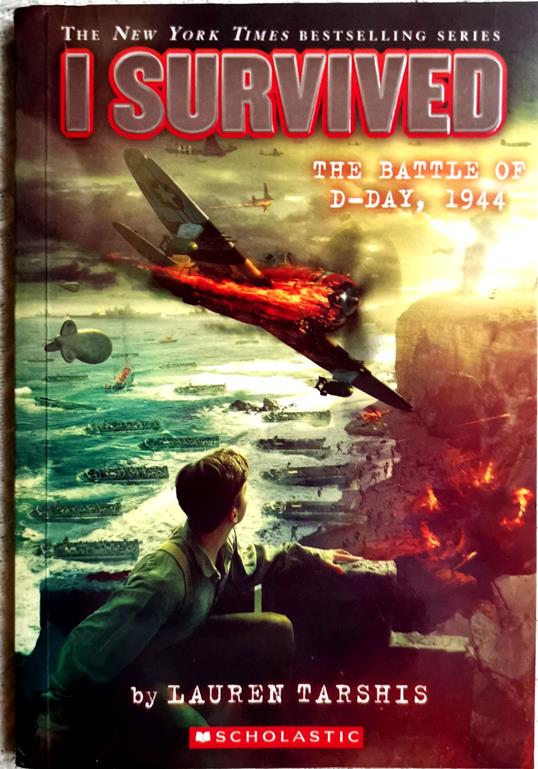 THE NEW YORK TIMES BESTSELLING SERIES
I SURVIVED
THE BATTLE OF
D-DAY, 1944
by LAUREN TARSHIS
SCHOLASTIC